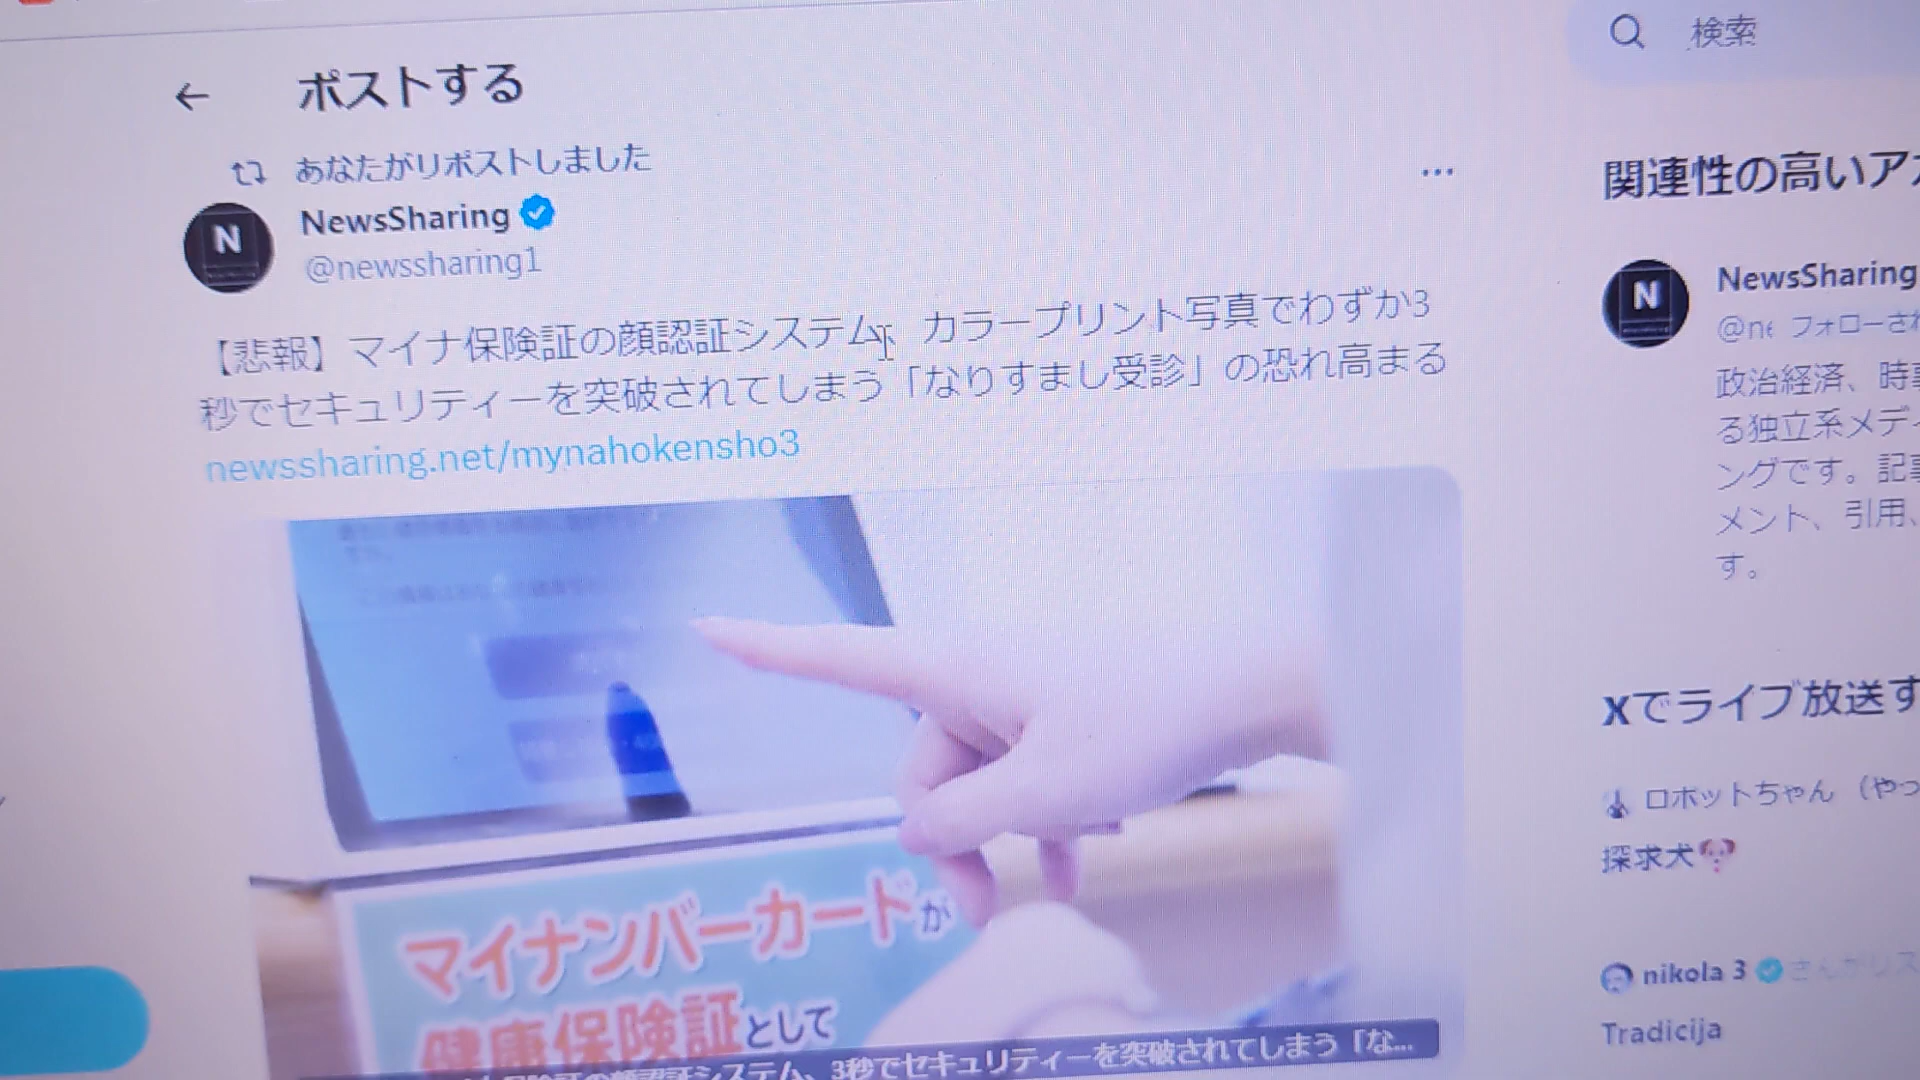 検索
ポストする
あなたがリポストしました
N
NewsSharing
@newssharing1
【悲報】マイナ保険証の顔認証システム、カラープリント写真でわずか3
秒でセキュリティーを突破されてしまう「なりすまし受診」の恐れ高まる
newssharing.net/mynahokensho3
マイナンバーカードが
健康保険証として
システム、3秒でセキュリティーを突破されてしまう「な...
関連性の高いア
N
NewsSharing
フォローされ
政治経済、時事
る独立系メディ
ングです。記事
メント、引用、
す。
Xでライブ放送す
ロボットちゃん（やっ
探求犬
nikola 3
Tradicija